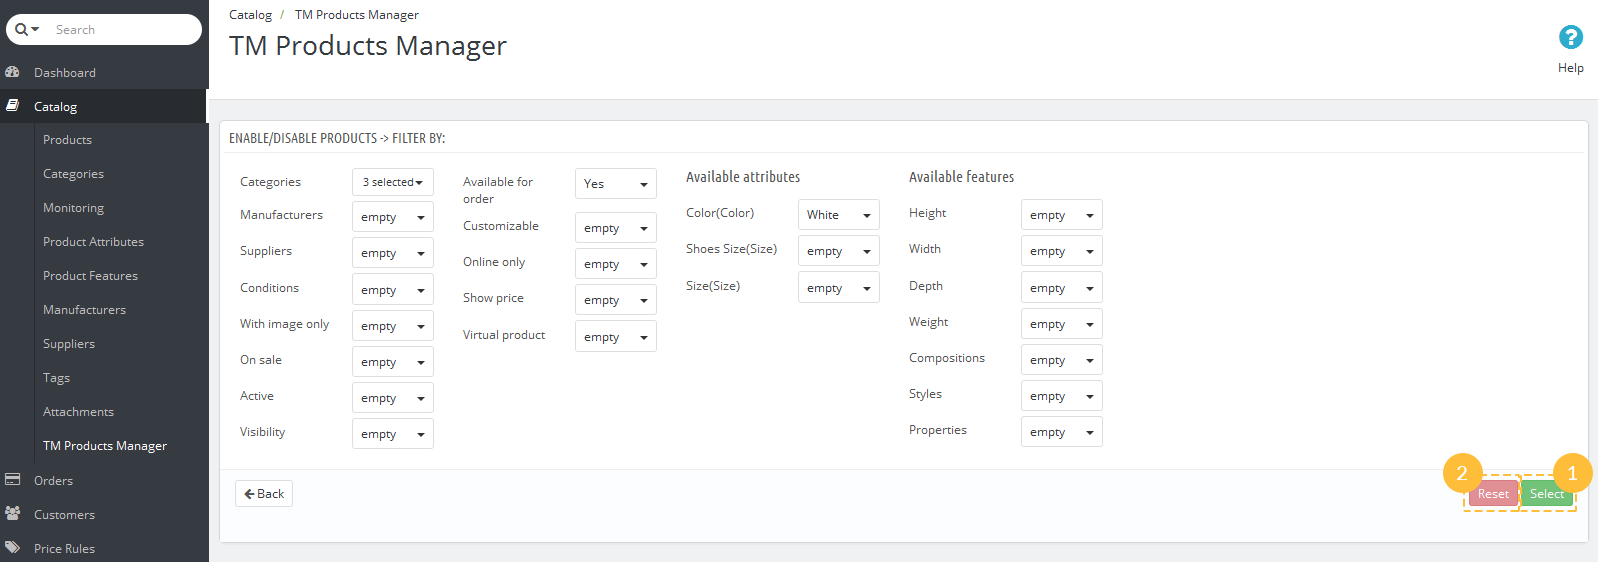 Search
Dashboard
Catalog
Products
Categories
Monitoring
Product Attributes
Product Features
Manufacturers
Suppliers
Tags
Attachments
TM Products Manager
Orders
Customers
Price Rules
Catalog / TM Products Manager
TM Products Manager
?
Help
ENABLE/DISABLE PRODUCTS -> FILTER BY:
Categories 3 selected
Manufacturers empty
Suppliers empty
Conditions empty
With image only empty
On sale empty
Active empty
Visibility empty
Available for
order
Yes
Customizable empty
Online only empty
Show price empty
Virtual product empty
Available attributes
Color(Color) White
Shoes Size(Size) empty
Size(Size) empty
Available features
Height empty
Width empty
Depth empty
Weight empty
Compositions empty
Styles empty
Properties empty
Back
2
Reset
1
Select